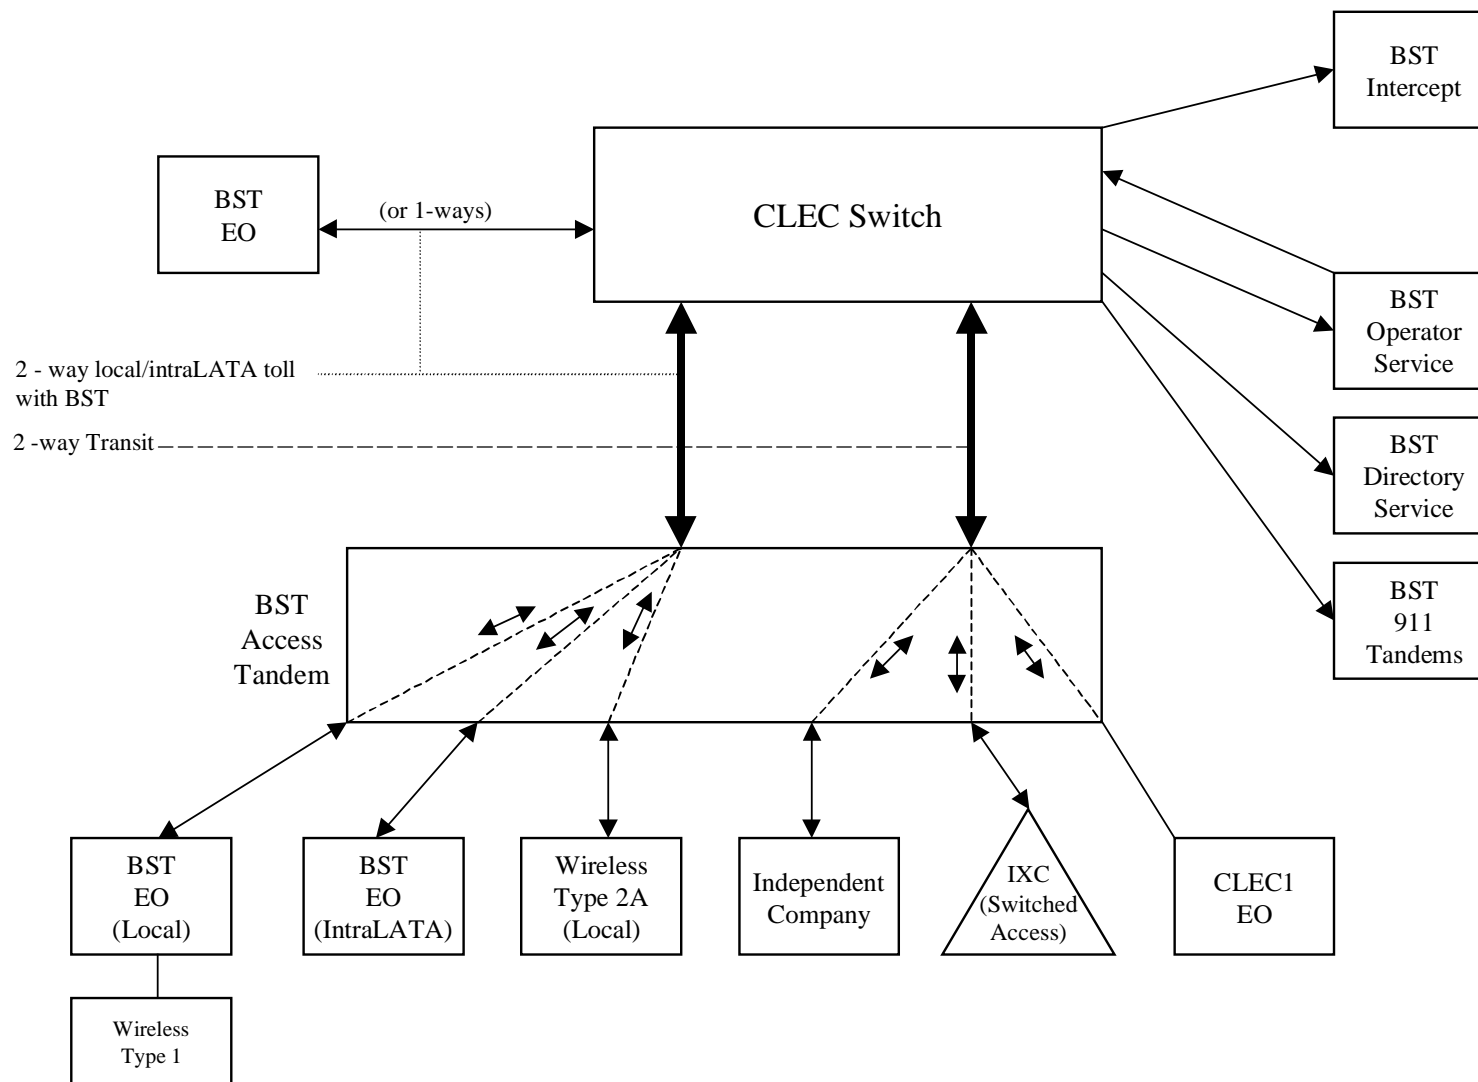 BST
Intercept
BST
EO
(or 1-ways)
CLEC Switch
BST
Operator
Service
2 - way local/intraLATA toll
with BST
2 -way Transit
BST
Directory
Service
BST
911
Tandems
BST
Access
Tandem
BST
EO
(Local)
BST
EO
(IntraLATA)
Wireless
Type 2A
(Local)
Independent
Company
IXC
(Switched
Access)
CLEC1
EO
Wireless
Type 1